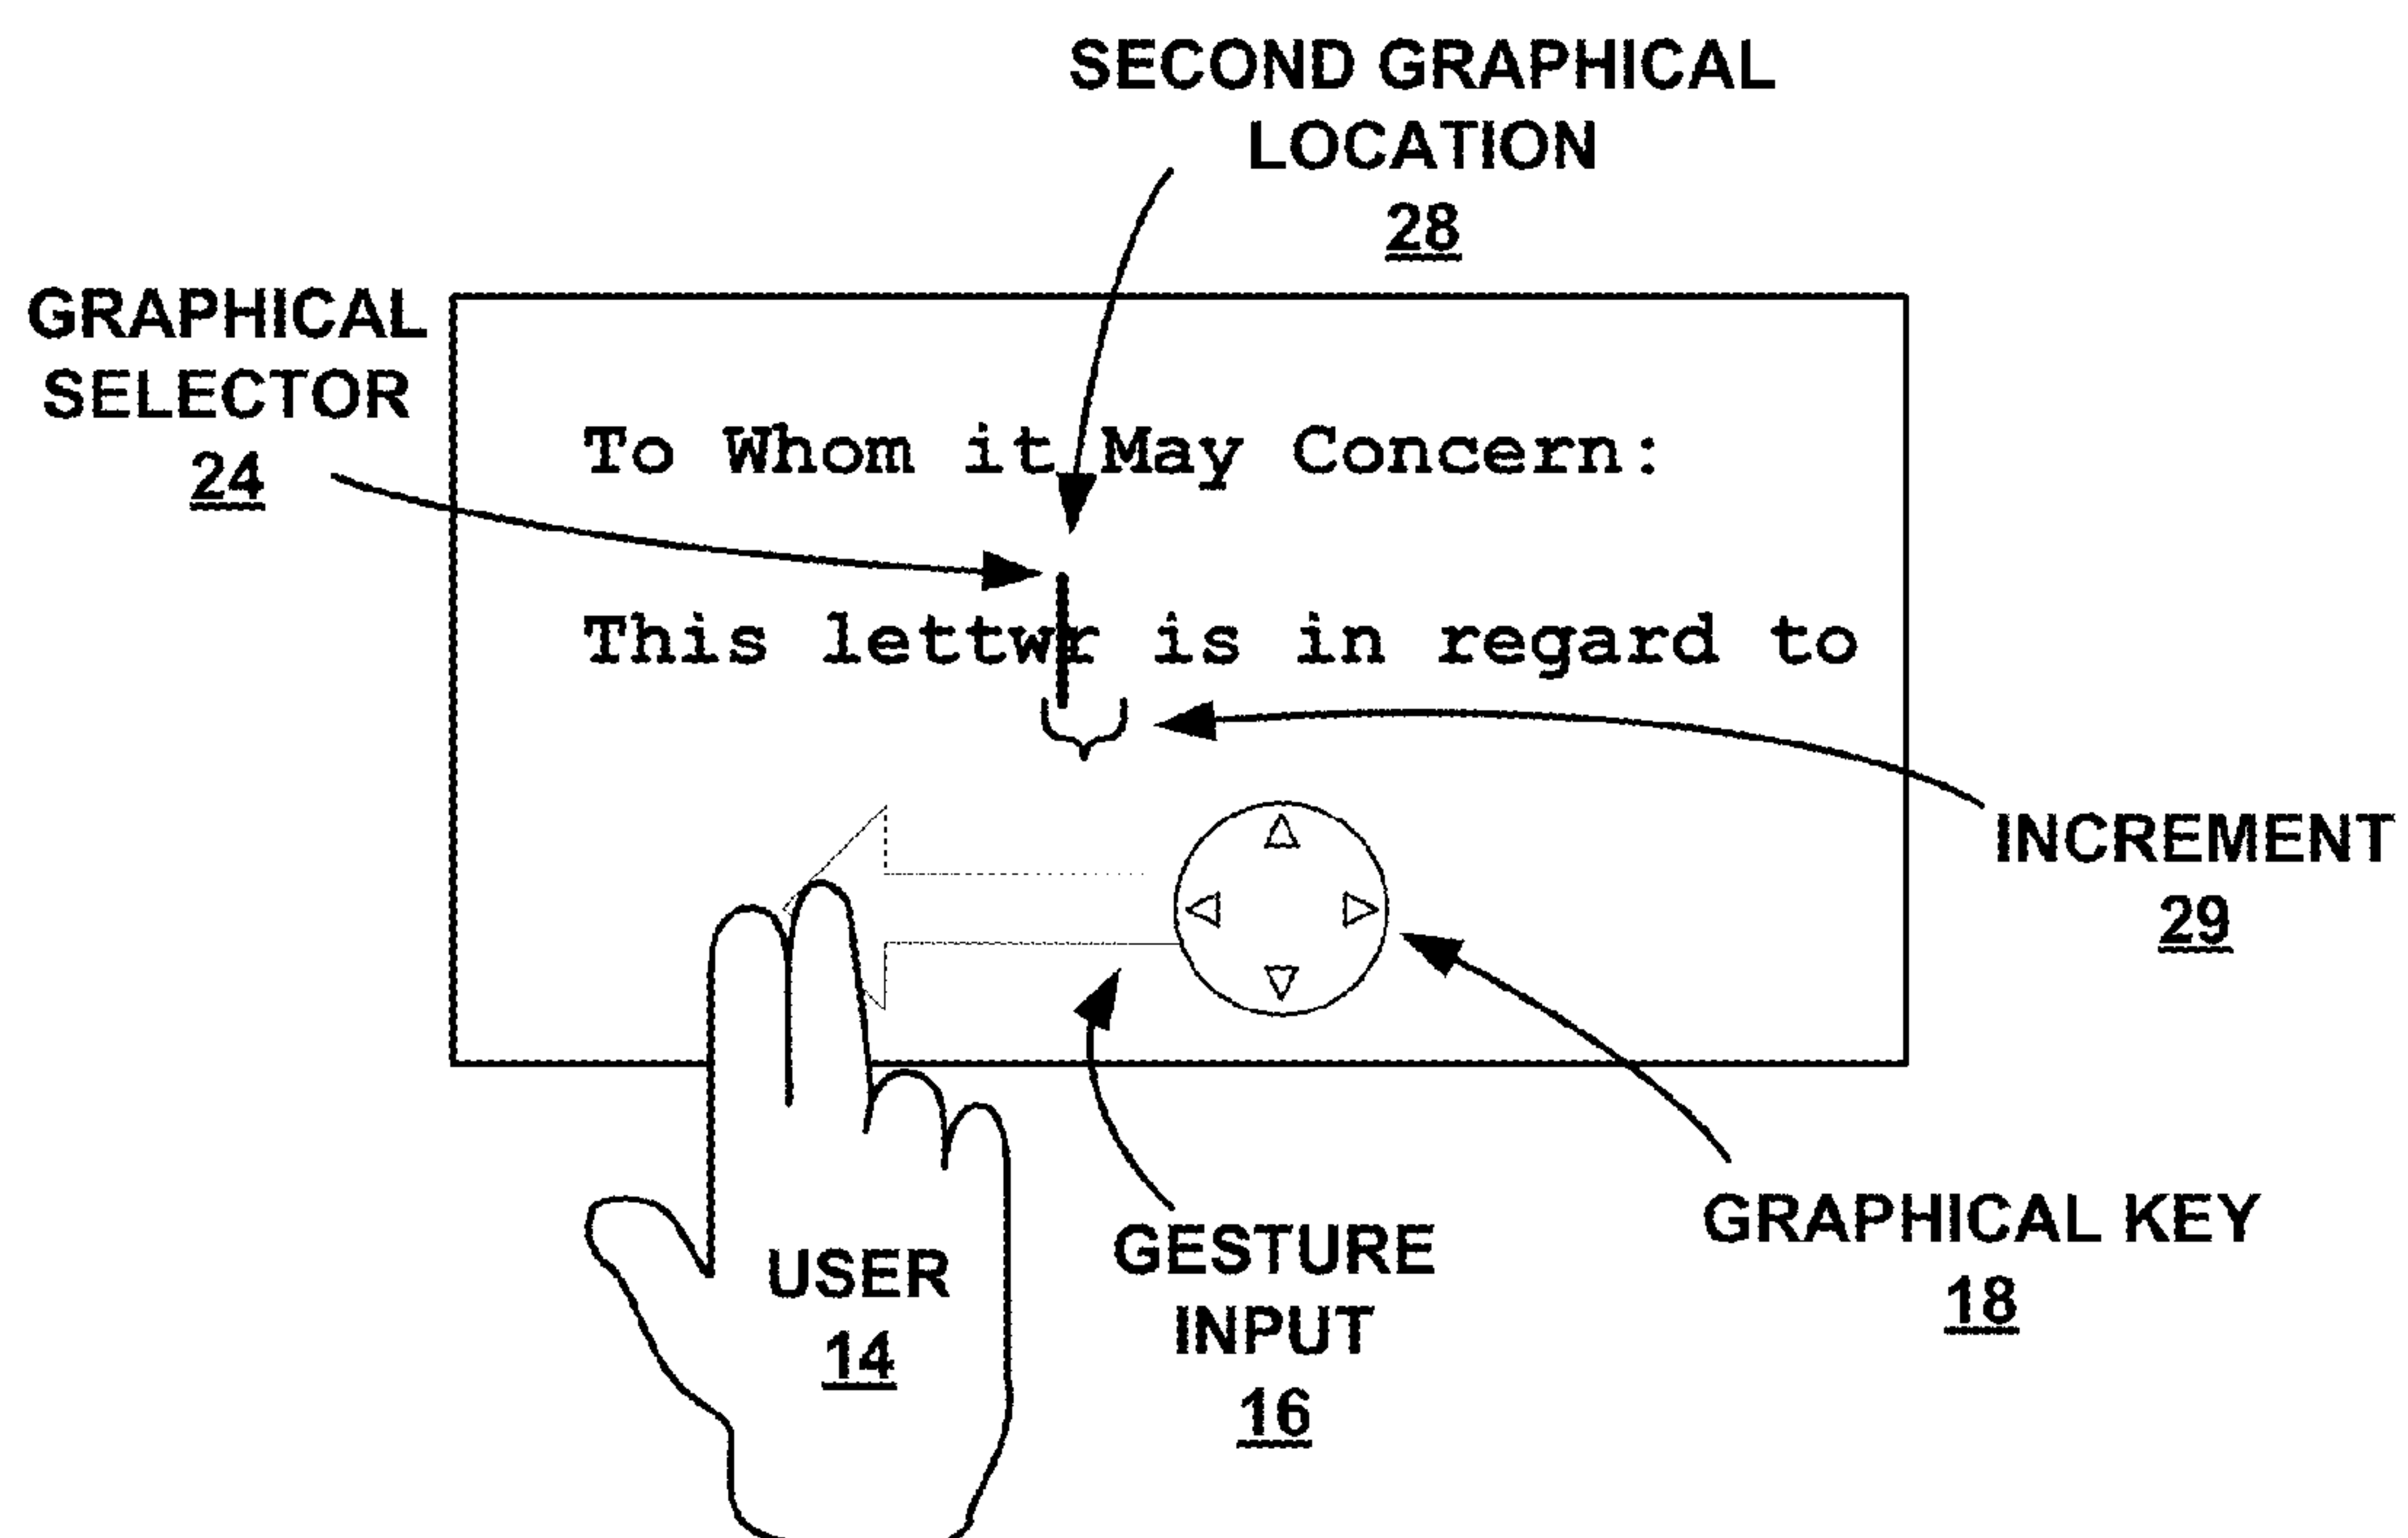 SECOND GRAPHICAL
LOCATION
28
GRAPHICAL
SELECTOR
24
To Whom it May Concern:
This lettwr is in regard to
INCREMENT
29
GRAPHICAL KEY
18
GESTURE
INPUT
16
USER
14